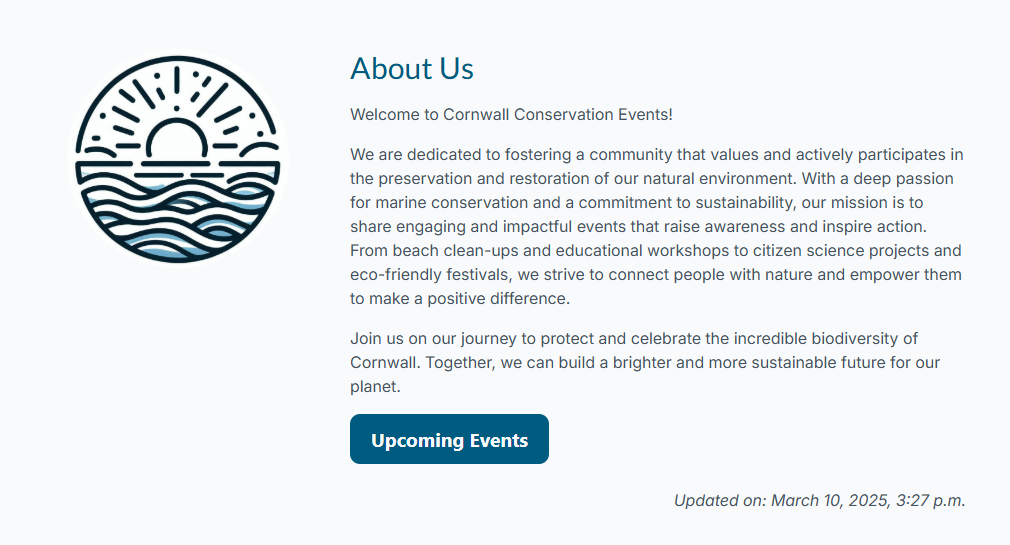 About Us
Welcome to Cornwall Conservation Events!
We are dedicated to fostering a community that values and actively participates in
the preservation and restoration of our natural environment. With a deep passion
for marine conservation and a commitment to sustainability, our mission is to
share engaging and impactful events that raise awareness and inspire action.
From beach clean-ups and educational workshops to citizen science projects and
eco-friendly festivals, we strive to connect people with nature and empower them
to make a positive difference.
Join us on our journey to protect and celebrate the incredible biodiversity of
Cornwall. Together, we can build a brighter and more sustainable future for our
planet.
Upcoming Events
Updated on: March 10, 2025, 3:27 p.m.